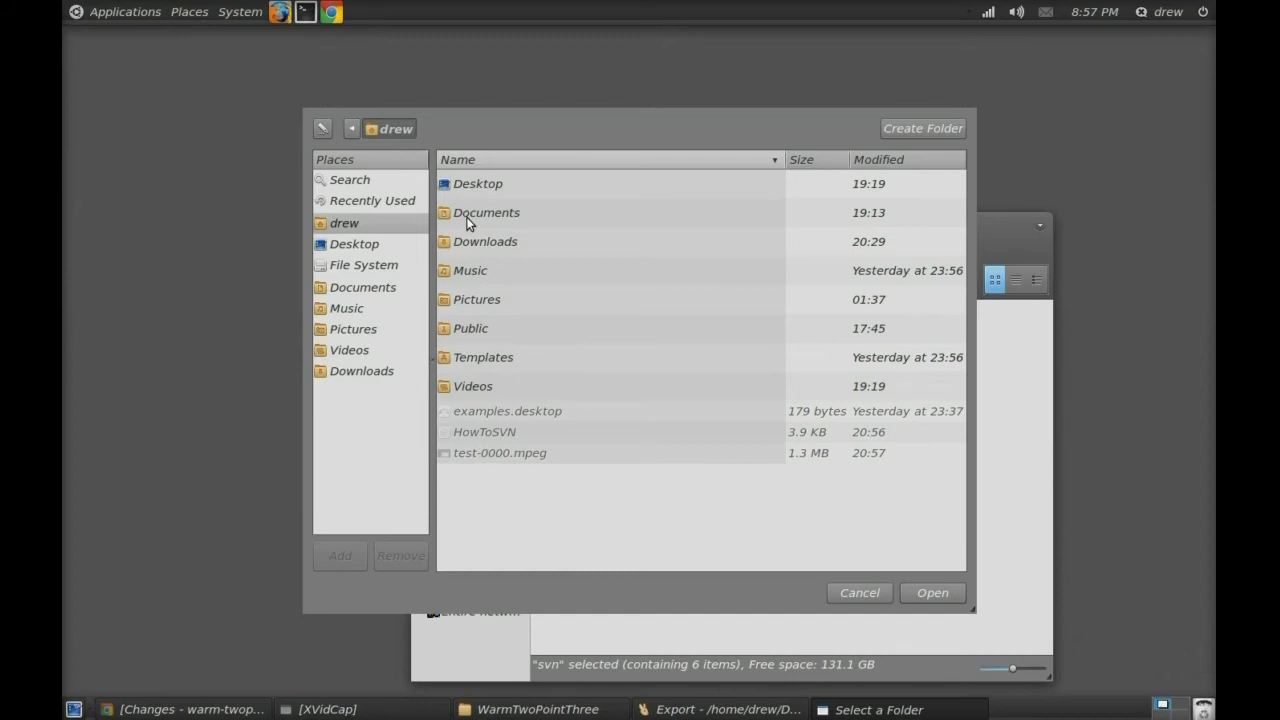 Applications Places System 8:57 PM drew
drew Create Folder
Places
Search
Recently Used
drew
Desktop
File System
Documents
Music
Pictures
Videos
Downloads
Add Remove
Name Size Modified
Desktop 19:19
Documents 19:13
Downloads 20:29
Music Yesterday at 23:56
Pictures 01:37
Public 17:45
Templates Yesterday at 23:56
Videos 19:19
examples.desktop 179 bytes Yesterday at 23:37
HowToSVN 3.9 KB 20:56
test-0000.mpeg 1.3 MB 20:57
Cancel Open
"svn" selected (containing 6 items), Free space: 131.1 GB
[Changes - warm-twop... [XVidCap] WarmTwoPointThree Export - /home/drew/D... Select a Folder